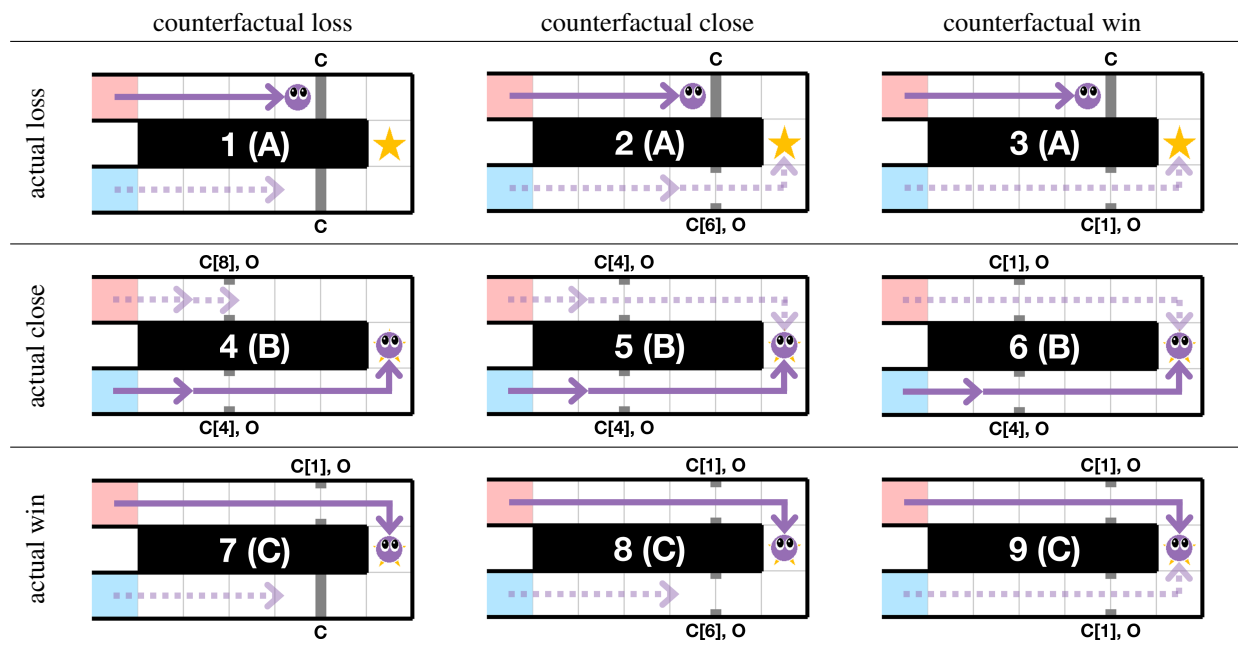 counterfactual loss counterfactual close counterfactual win
C C C
actual loss
1 (A) 2 (A) 3 (A)
C C[6], O C[1], O
C[8], O C[4], O C[1], O
actual close
4 (B) 5 (B) 6 (B)
C[4], O C[4], O C[4], O
C[1], O C[1], O C[1], O
actual win
7 (C) 8 (C) 9 (C)
C C[6], O C[1], O